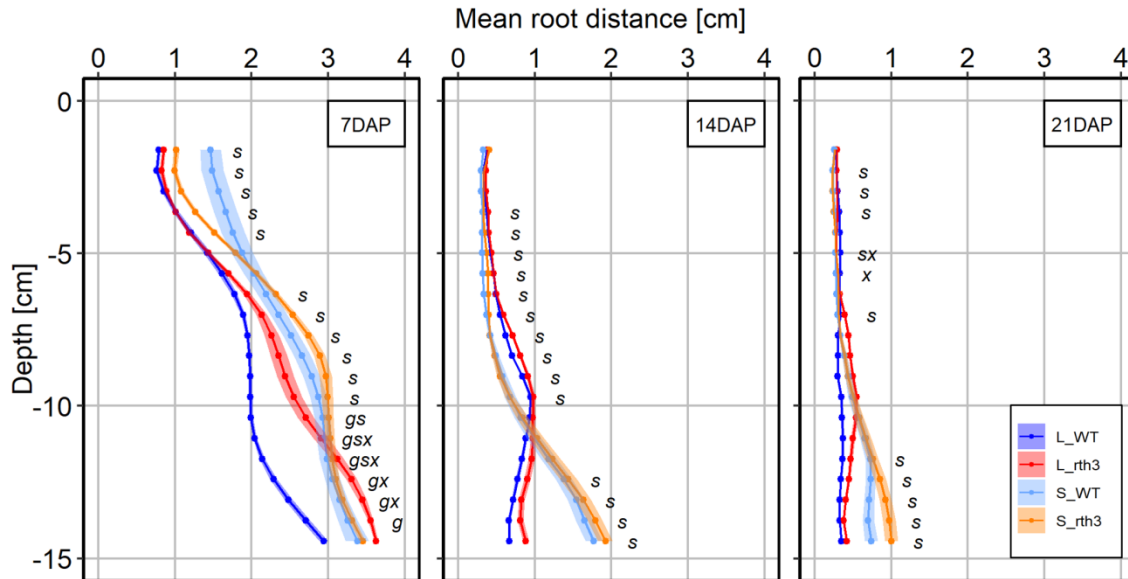 Mean root distance [cm]
0 1 2 3 4 0 1 2 3 4 0 1 2 3 4
Depth [cm]
0
-5
-10
-15
7DAP
s
s
s
s
s
s
s
s
s
s
s
gs
gsx
gsx
gx
gx
g
14DAP
s
s
s
s
s
s
s
s
s
s
s
s
s
s
21DAP
s
s
s
sx
x
s
s
s
s
s
s
L_WT
L_rth3
S_WT
S_rth3